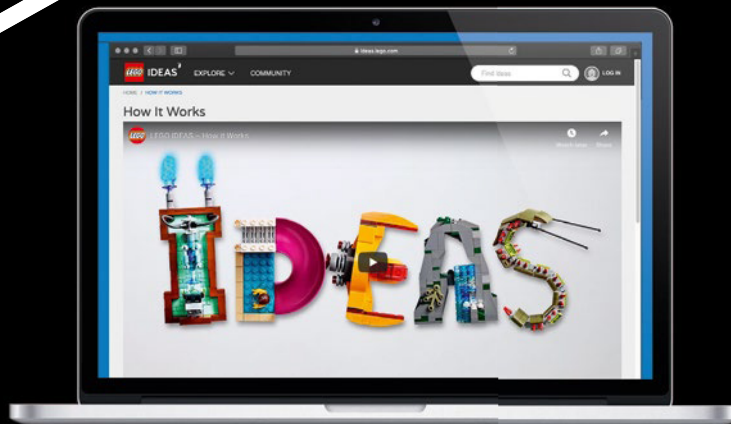 ideas.lego.com
LEGO IDEAS EXPLORE COMMUNITY Find Ideas LOG IN
HOME / HOW IT WORKS
How It Works
LEGO LEGO IDEAS – How It Works
Watch later Share
IDEAS